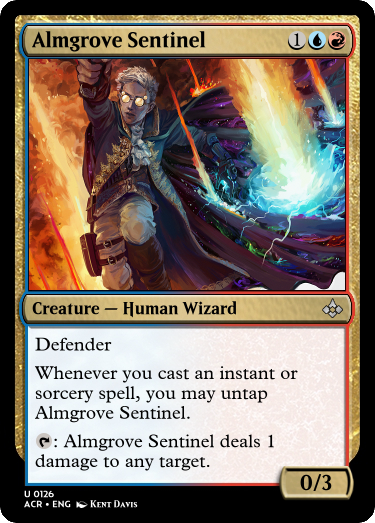 Almgrove Sentinel 1
Creature — Human Wizard
Defender
Whenever you cast an instant or
sorcery spell, you may untap
Almgrove Sentinel.
: Almgrove Sentinel deals 1
damage to any target.
0/3
U 0126
ACR • ENG Kent Davis